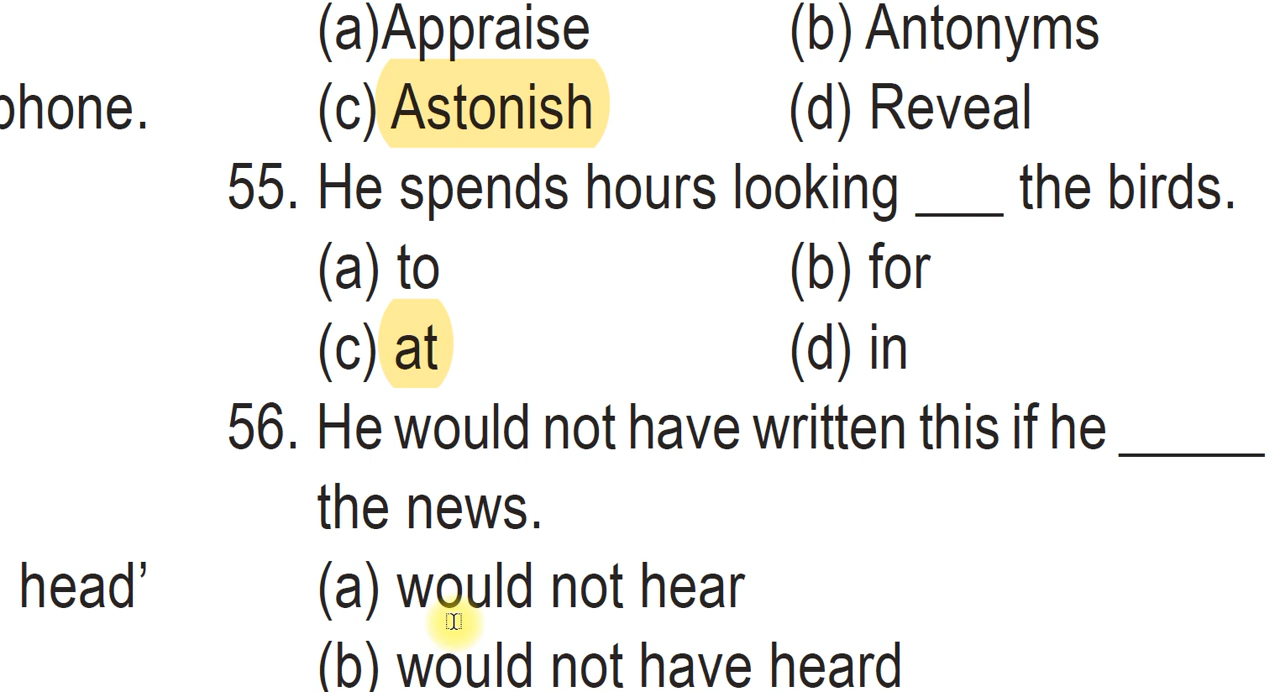 (a)Appraise (b) Antonyms
phone. (c) Astonish (d) Reveal
55. He spends hours looking ___ the birds.
(a) to (b) for
(c) at (d) in
56. He would not have written this if he _____
the news.
head’ (a) would not hear
(b) would not have heard